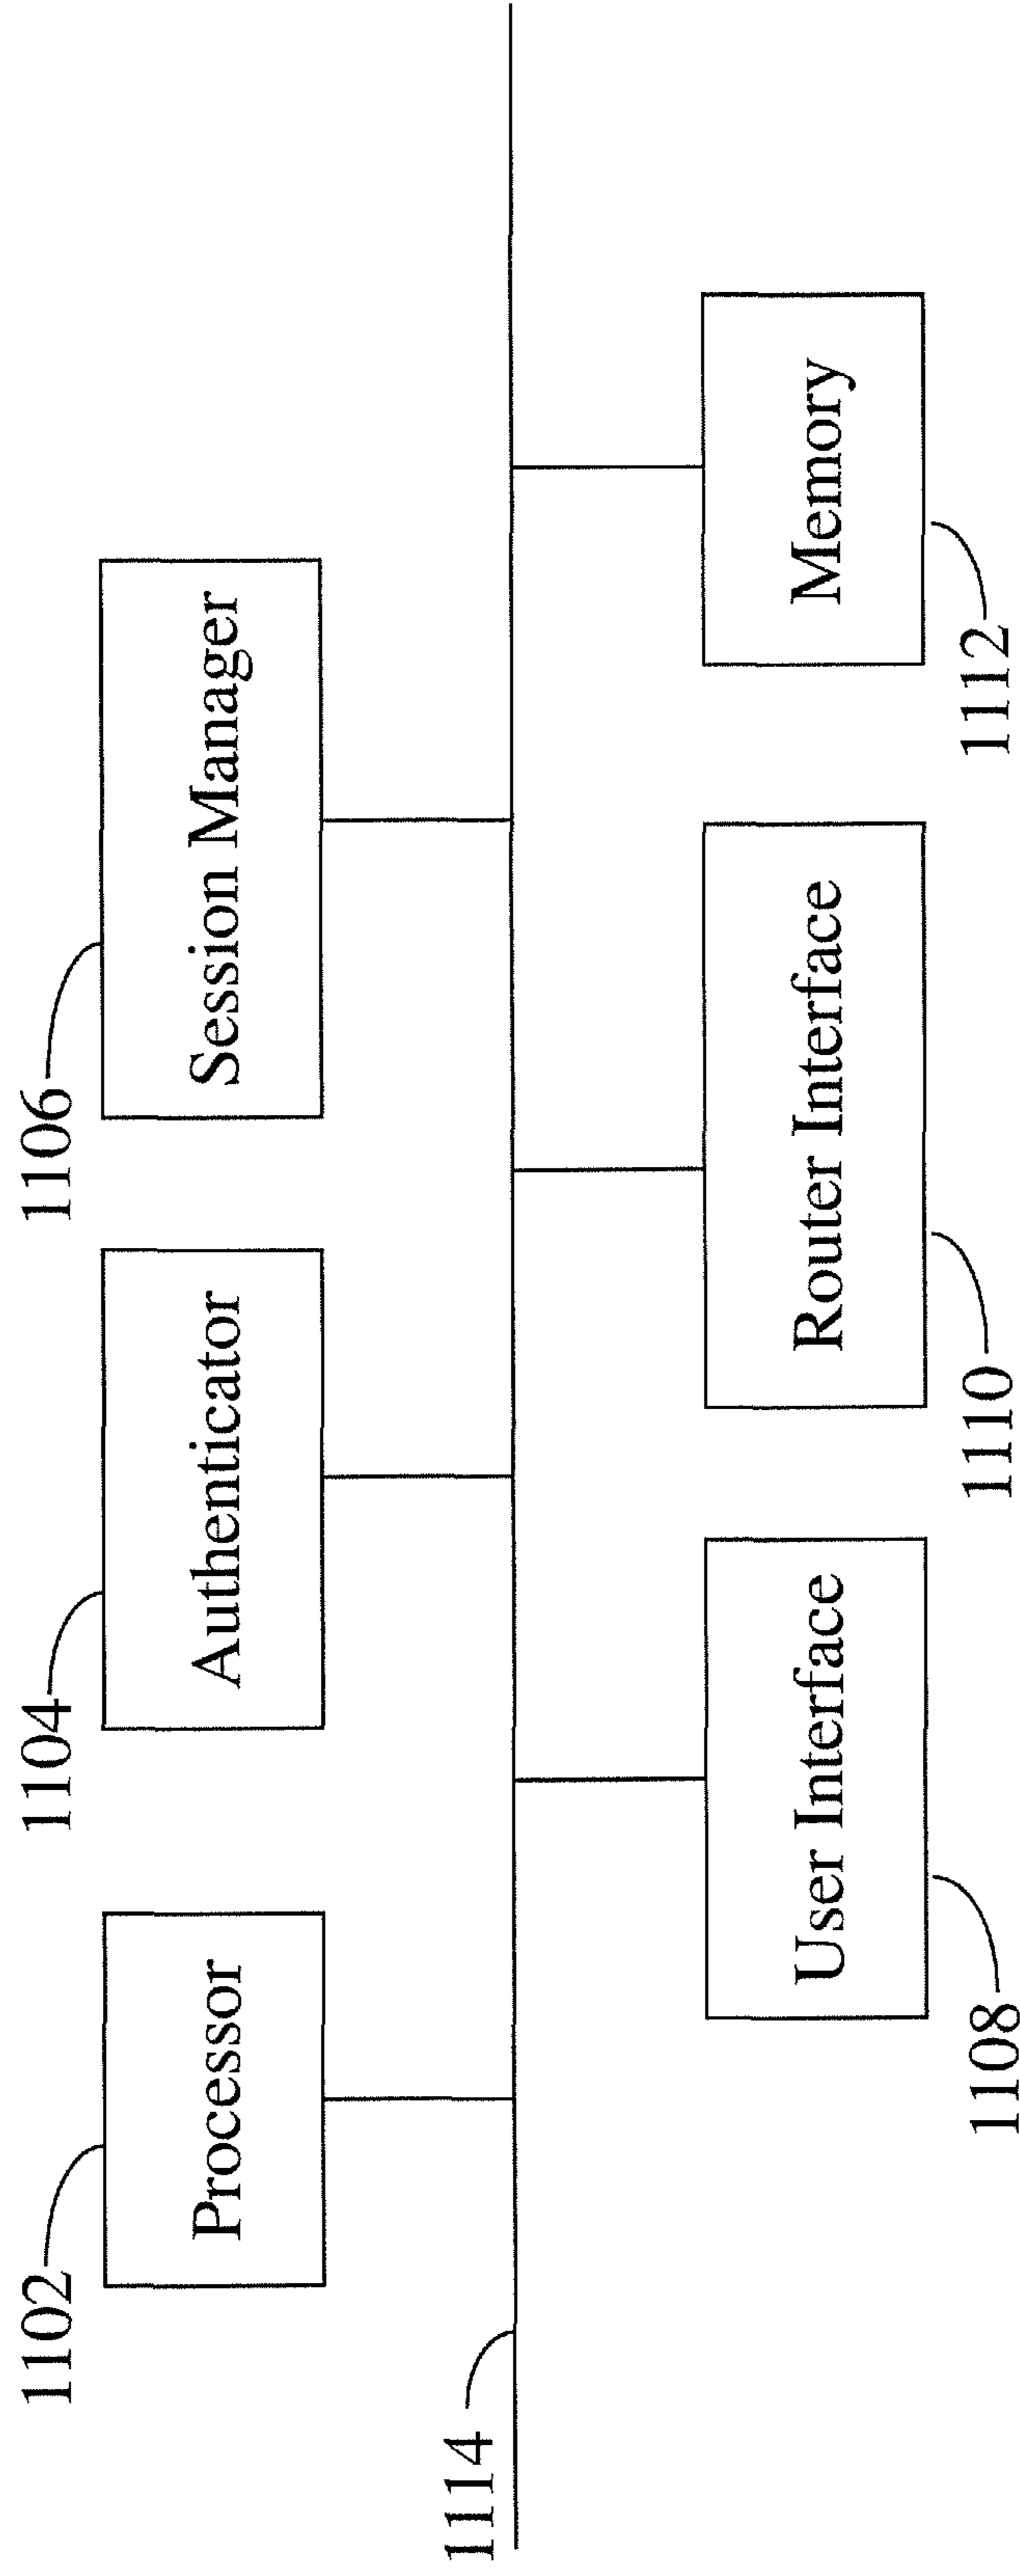 1102
Processor
1104
Authenticator
1106
Session Manager
1114
1108
User Interface
1110
Router Interface
1112
Memory